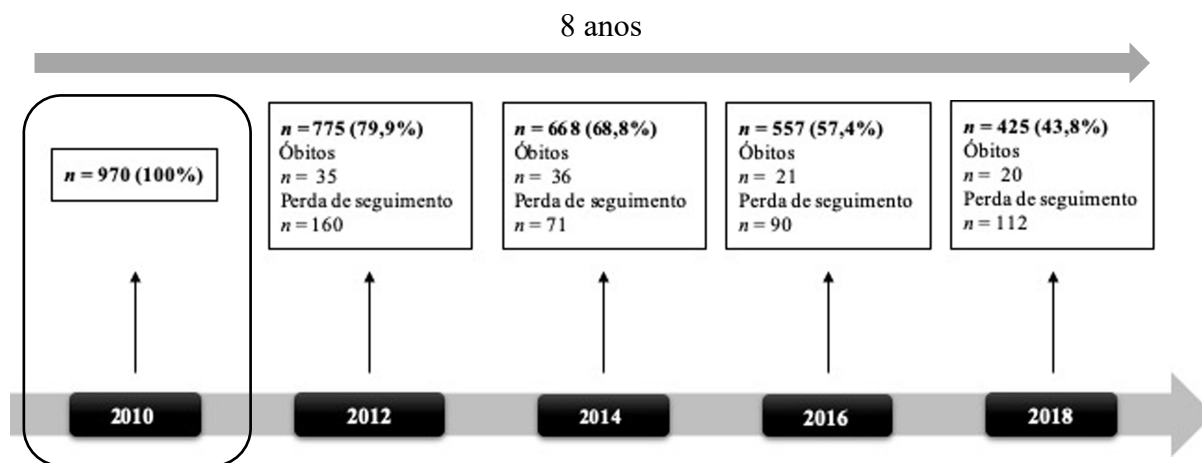 8 anos
n = 970 (100%)
n = 775 (79,9%)
Óbitos
n = 35
Perda de seguimento
n = 160
n = 668 (68,8%)
Óbitos
n = 36
Perda de seguimento
n = 71
n = 557 (57,4%)
Óbitos
n = 21
Perda de seguimento
n = 90
n = 425 (43,8%)
Óbitos
n = 20
Perda de seguimento
n = 112
2010
2012
2014
2016
2018